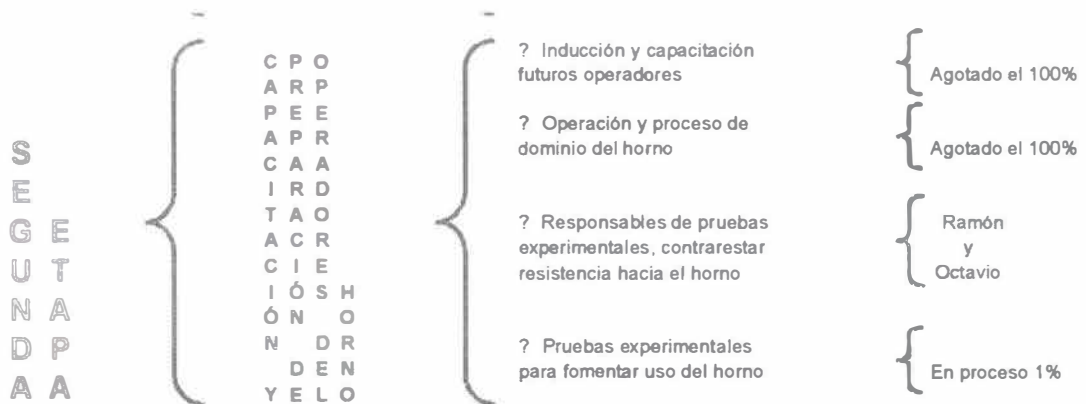 SEGUNDA
ETAPA
CAPACITACIÓN Y
PREPARACIÓN DE
OPERADORES DEL
HORNO
? Inducción y capacitación
futuros operadores
Agotado el 100%
? Operación y proceso de
dominio del horno
Agotado el 100%
? Responsables de pruebas
experimentales, contrarestar
resistencia hacia el horno
Ramón
y
Octavio
? Pruebas experimentales
para fomentar uso del horno
En proceso 1%